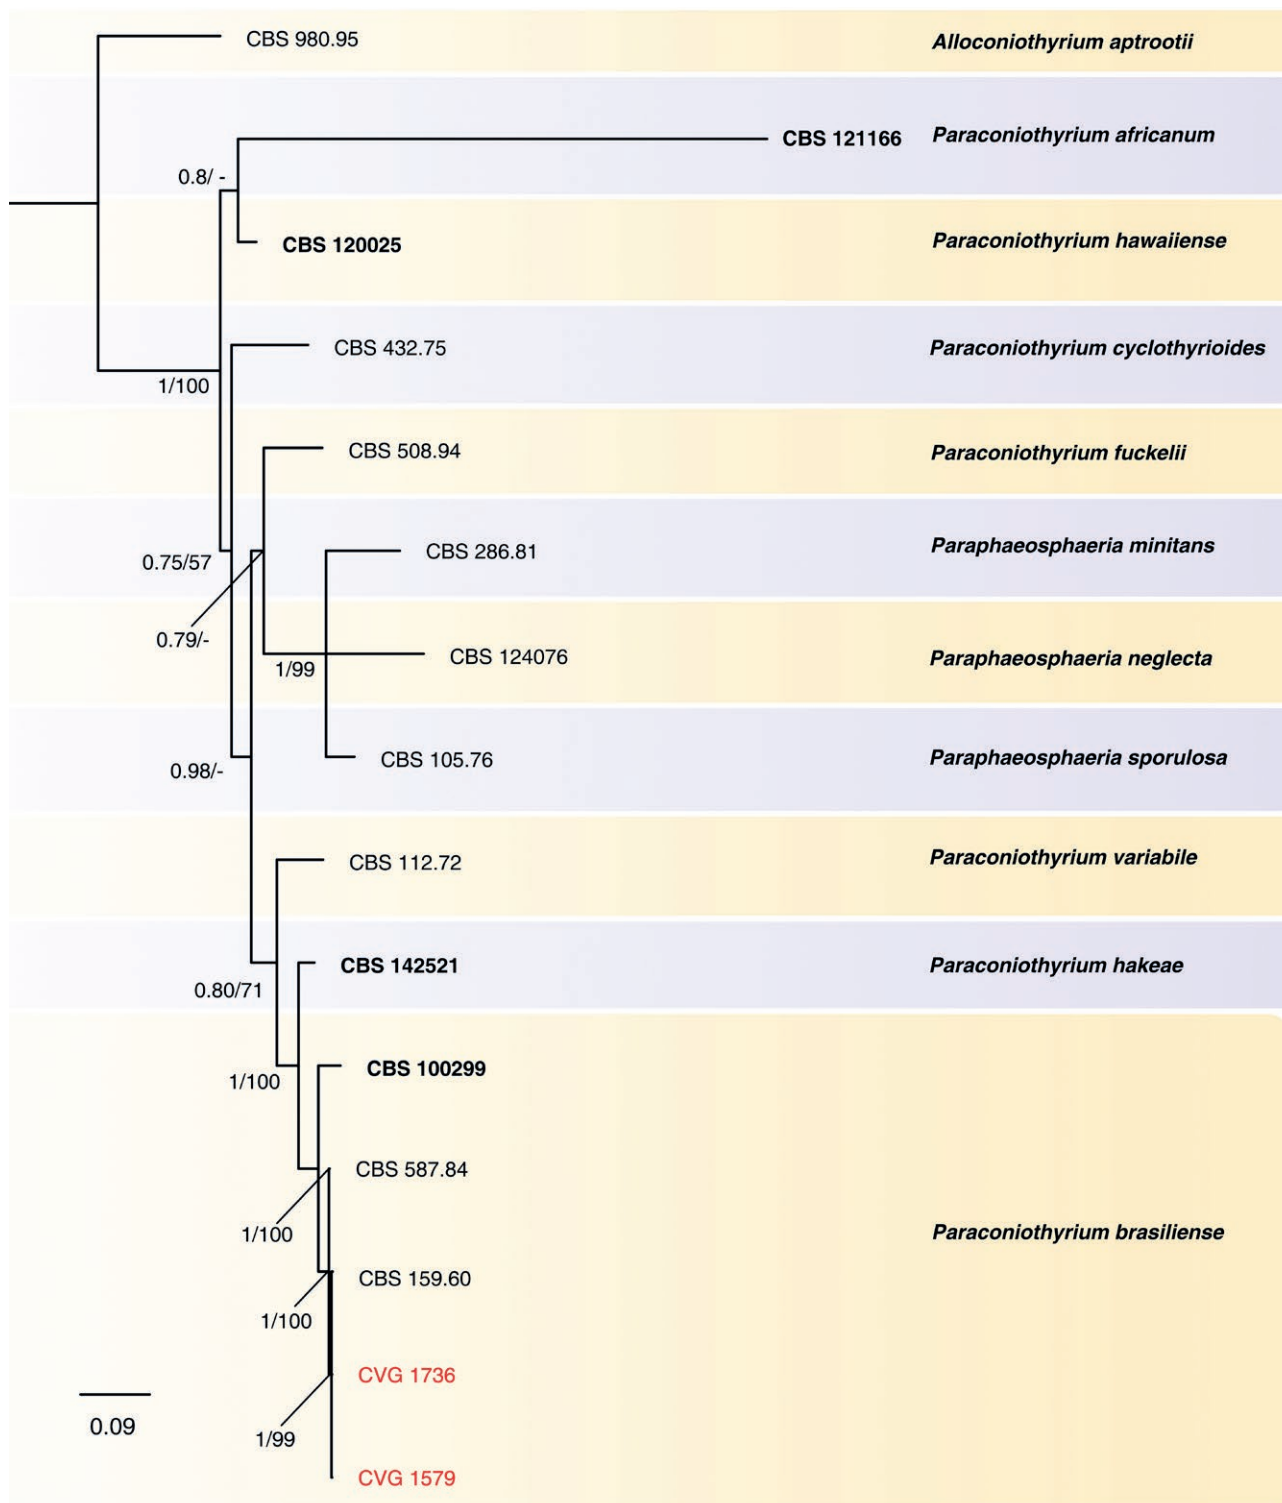 CBS 980.95 Alloconiothyrium aptrootii
CBS 121166 Paraconiothyrium africanum
0.8/ -
CBS 120025 Paraconiothyrium hawaiiense
CBS 432.75 Paraconiothyrium cyclothyrioides
1/100
CBS 508.94 Paraconiothyrium fuckelii
CBS 286.81 Paraphaeosphaeria minitans
0.75/57
0.79/-
CBS 124076 Paraphaeosphaeria neglecta
1/99
CBS 105.76 Paraphaeosphaeria sporulosa
0.98/-
CBS 112.72 Paraconiothyrium variabile
CBS 142521 Paraconiothyrium hakeae
0.80/71
CBS 100299
1/100
CBS 587.84
1/100
Paraconiothyrium brasiliense
CBS 159.60
1/100
CVG 1736
0.09
1/99
CVG 1579